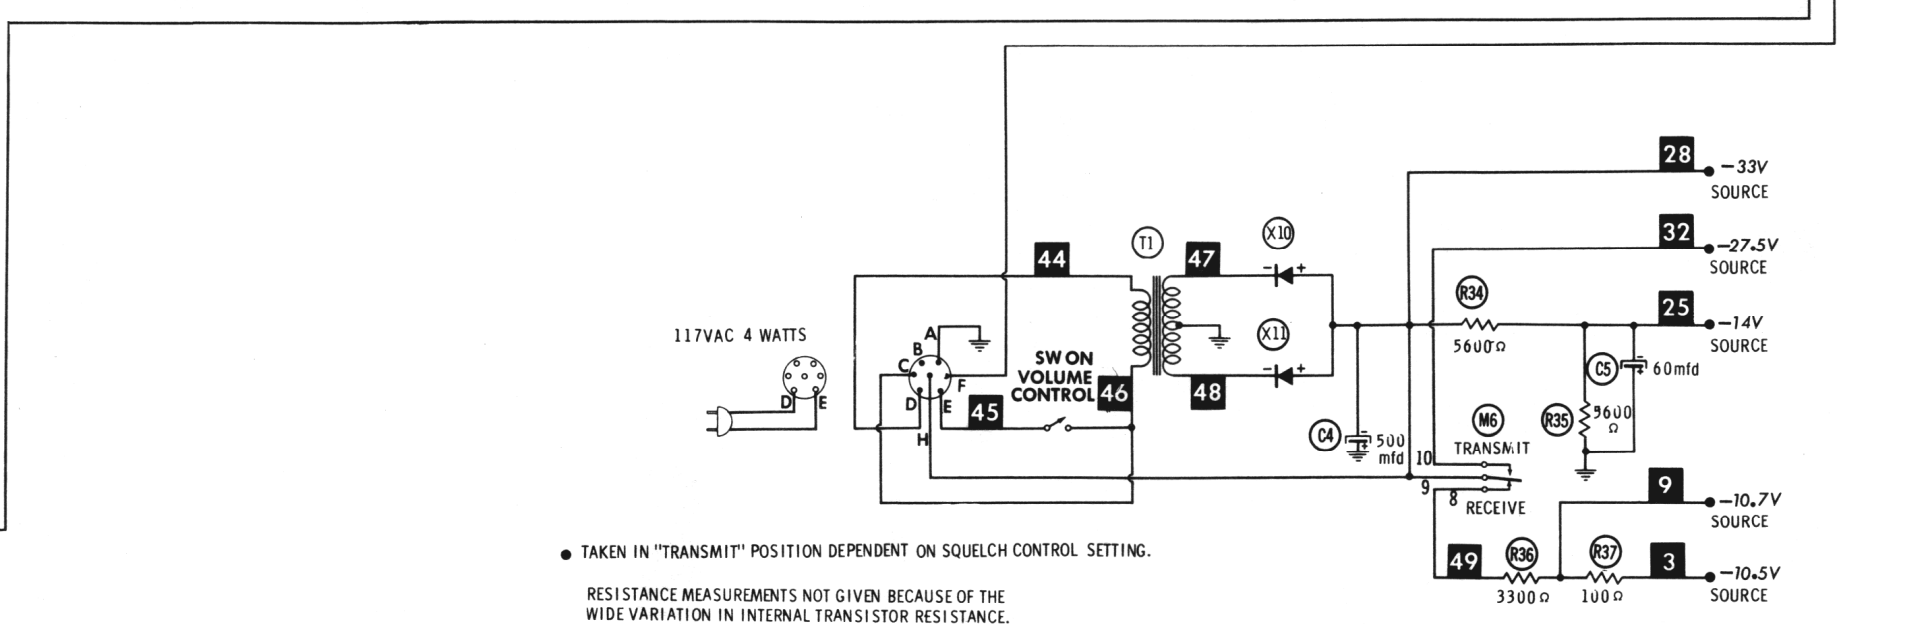 28
-33V
SOURCE
32
-27.5V
SOURCE
X10
T1
44
47
- +
R34
25
-14V
SOURCE
5600Ω
117VAC 4 WATTS
A
B
C
D
E
F
H
D E
SW ON
VOLUME
CONTROL
45
46
X11
- +
48
C5
- +
60mfd
R35
5600
Ω
C4
- +
500
mfd
M6
TRANSMIT
10
9
8
RECEIVE
9
-10.7V
SOURCE
49
R36
3300Ω
R37
100Ω
3
-10.5V
SOURCE
● TAKEN IN "TRANSMIT" POSITION DEPENDENT ON SQUELCH CONTROL SETTING.
RESISTANCE MEASUREMENTS NOT GIVEN BECAUSE OF THE
WIDE VARIATION IN INTERNAL TRANSISTOR RESISTANCE.